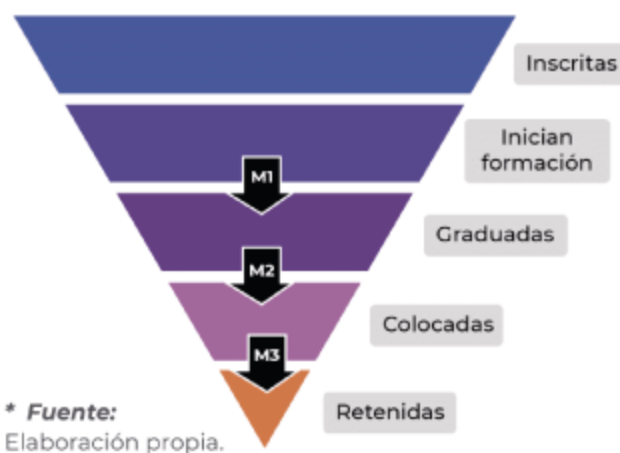 Inscritas
Inician
formación
M1
Graduadas
M2
Colocadas
M3
Retenidas
* Fuente:
Elaboración propia.